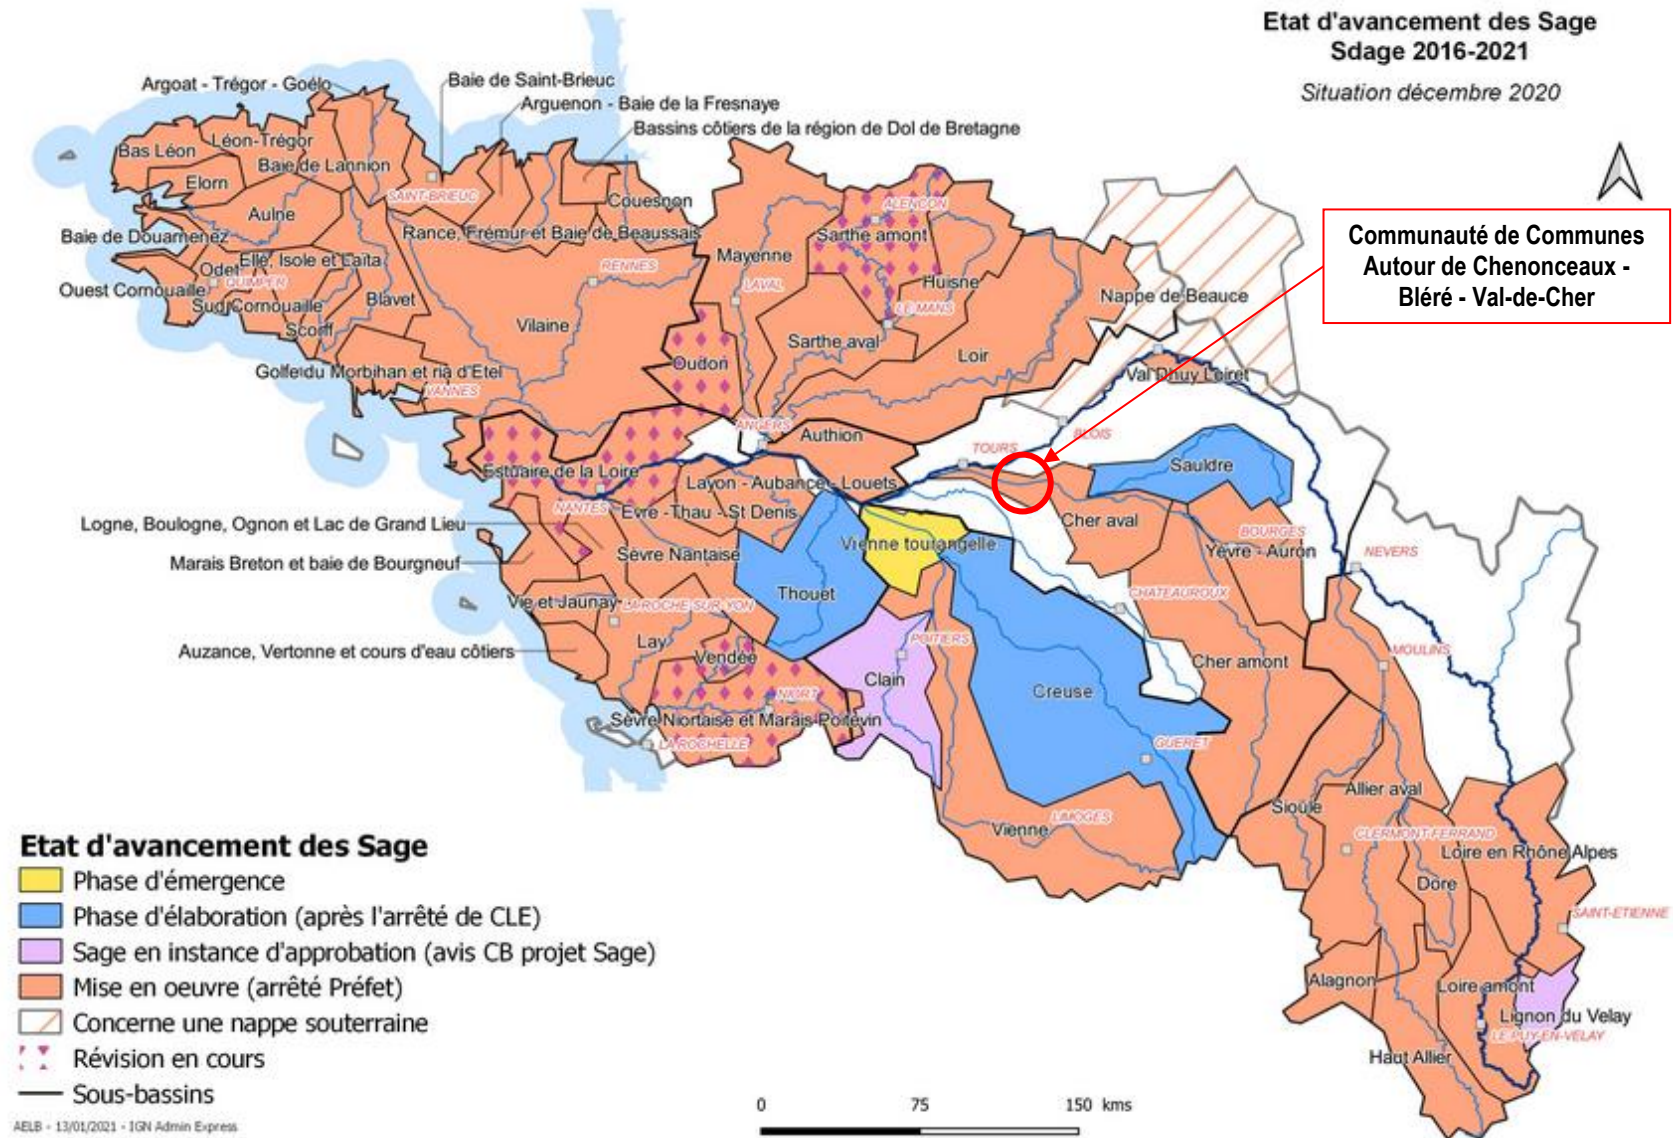 Etat d'avancement des Sage
Sdage 2016-2021
Situation décembre 2020
Communauté de Communes
Autour de Chenonceaux -
Bléré - Val-de-Cher
Argoat - Trégor - Goélo
Baie de Saint-Brieuc
Arguenon - Baie de la Fresnaye
Bassins côtiers de la région de Dol de Bretagne
Bas Léon
Léon-Trégor
Baie de Lannion
Elorn
SAINT-BRIEUC
Couesnon
ALENCON
Aulne
Baie de Douarnenez
Rance, Frémur et Baie de Beaussais
Sarthe amont
Mayenne
Odet
Ellé, Isole et Laïta
QUIMPER
RENNES
LAVAL
Huisne
Ouest Cornouaille
Sud Cornouaille
Blavet
Nappe de Beauce
LE MANS
Scorff
Vilaine
Sarthe aval
Loir
Oudon
Golfe du Morbihan et ria d'Etel
VANNES
Val Dhuy Loiret
ANGERS
Authion
BLOIS
TOURS
Estuaire de la Loire
Layon - Aubance - Louets
Sauldre
NANTES
Evre -Thau - St Denis
Cher aval
Logne, Boulogne, Ognon et Lac de Grand Lieu
BOURGES
Sèvre Nantaise
Vienne tourangelle
Yèvre - Auron
NEVERS
Marais Breton et baie de Bourgneuf
Thouet
CHATEAUROUX
Vie et Jaunay
LA ROCHE SUR-YON
POITIERS
Lay
Auzance, Vertonne et cours d'eau côtiers
Vendée
MOULINS
Cher amont
Clain
Creuse
NIORT
Sèvre Niortaise et Marais Poitevin
LA ROCHELLE
GUERET
Allier aval
Sioule
LIMOGES
Vienne
CLERMONT-FERRAND
Loire en Rhône Alpes
Dore
SAINT-ETIENNE
Alagnon
Loire amont
Lignon du Velay
LE-PUY-EN-VELAY
Haut Allier
Etat d'avancement des Sage
Phase d'émergence
Phase d'élaboration (après l'arrêté de CLE)
Sage en instance d'approbation (avis CB projet Sage)
Mise en oeuvre (arrêté Préfet)
Concerne une nappe souterraine
Révision en cours
Sous-bassins
0 75 150 kms
AELB - 13/01/2021 - IGN Admin Express